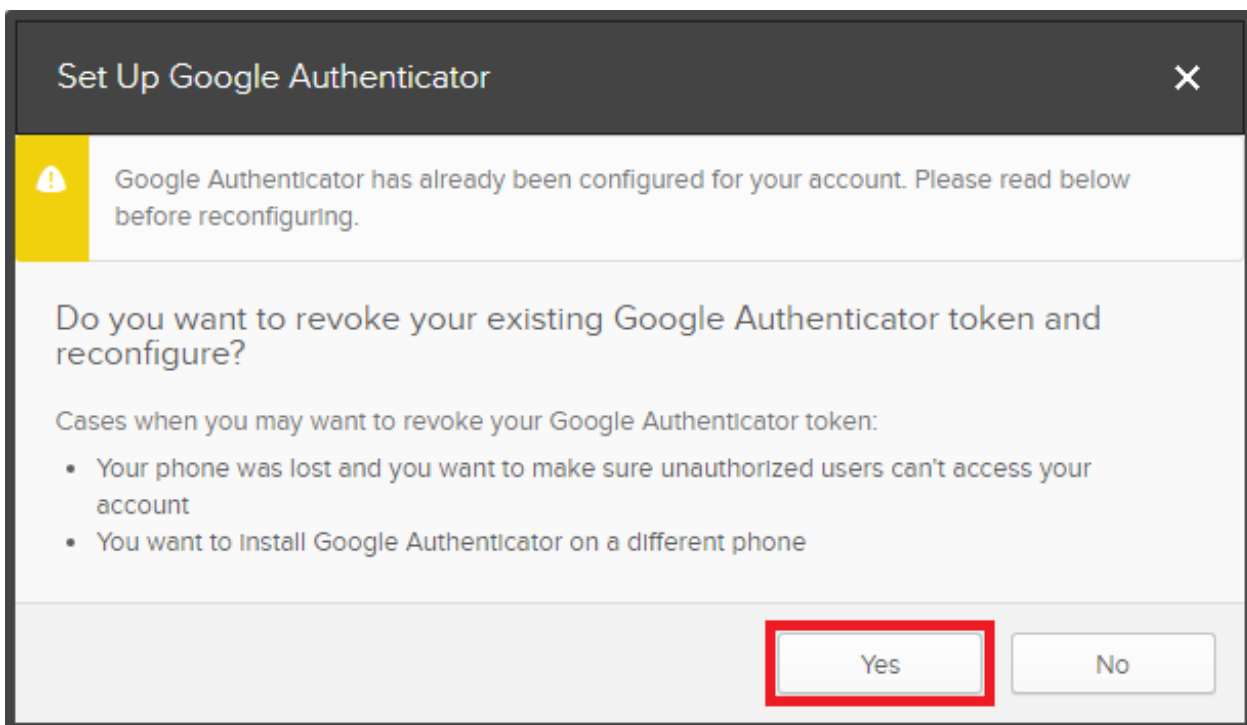 Set Up Google Authenticator
Google Authenticator has already been configured for your account. Please read below
before reconfiguring.
Do you want to revoke your existing Google Authenticator token and
reconfigure?
Cases when you may want to revoke your Google Authenticator token:
• Your phone was lost and you want to make sure unauthorized users can't access your
account
• You want to install Google Authenticator on a different phone
Yes No